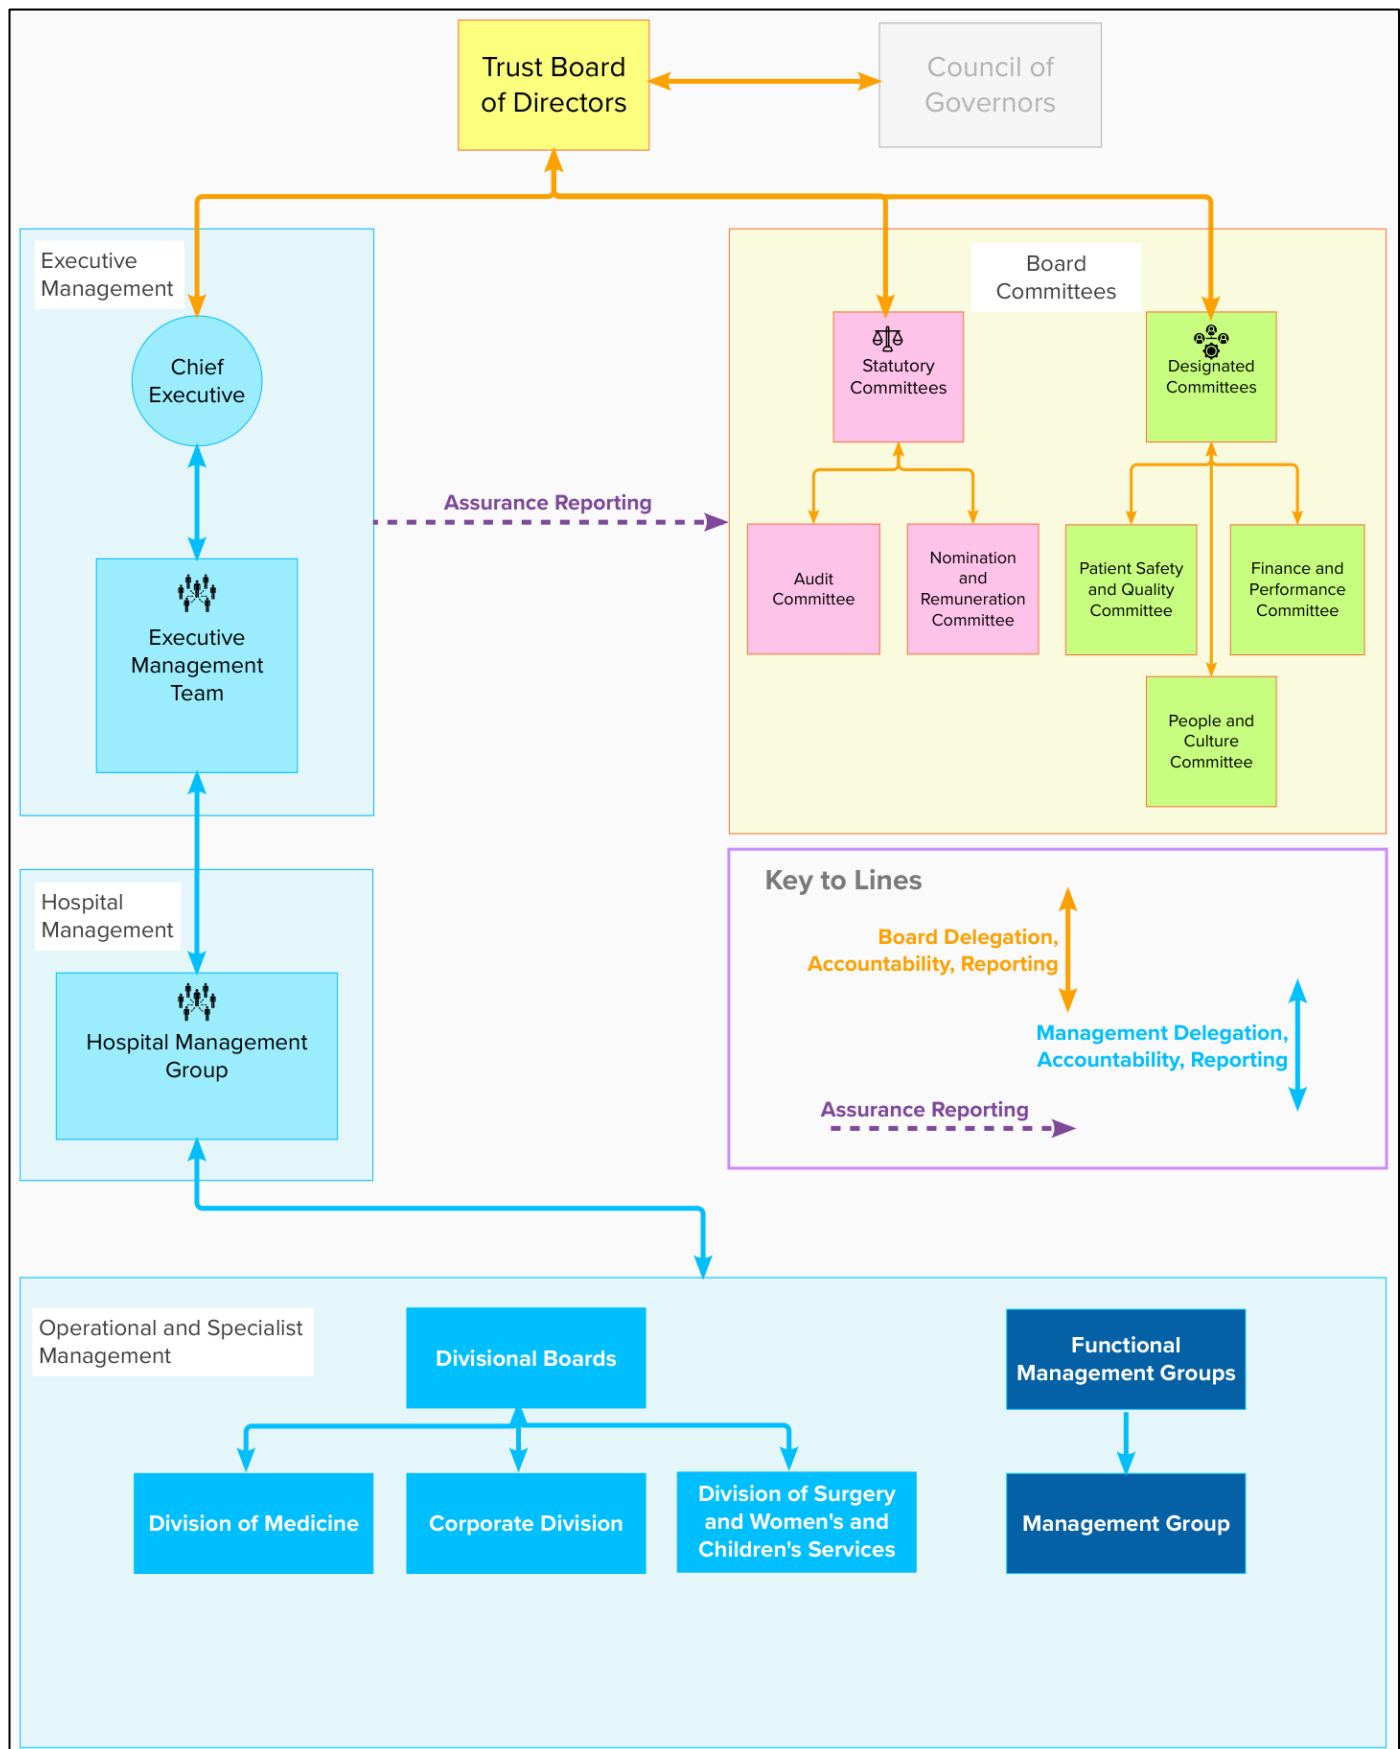 Trust Board
of Directors
Council of
Governors
Executive
Management
Chief
Executive
Executive
Management
Team
Assurance Reporting
Board
Committees
Statutory
Committees
Designated
Committees
Audit
Committee
Nomination
and
Remuneration
Committee
Patient Safety
and Quality
Committee
Finance and
Performance
Committee
People and
Culture
Committee
Hospital
Management
Hospital Management
Group
Key to Lines
Board Delegation,
Accountability, Reporting
Management Delegation,
Accountability, Reporting
Assurance Reporting
Operational and Specialist
Management
Divisional Boards
Functional
Management Groups
Division of Medicine
Corporate Division
Division of Surgery
and Women's and
Children's Services
Management Group